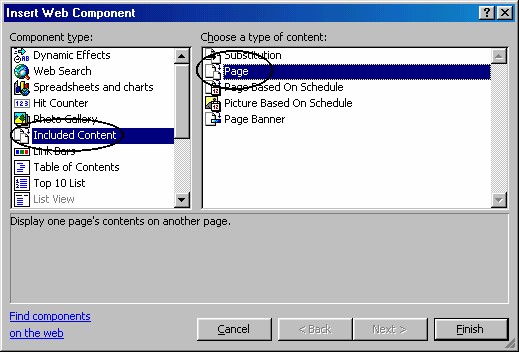 Insert Web Component
Component type:
Dynamic Effects
Web Search
Spreadsheets and charts
123 Hit Counter
Photo Gallery
Included Content
Link Bars
Table of Contents
Top 10 List
List View
Choose a type of content:
Substitution
Page
Page Based On Schedule
Picture Based On Schedule
Page Banner
Display one page's contents on another page.
Find components
on the web
Cancel
< Back
Next >
Finish